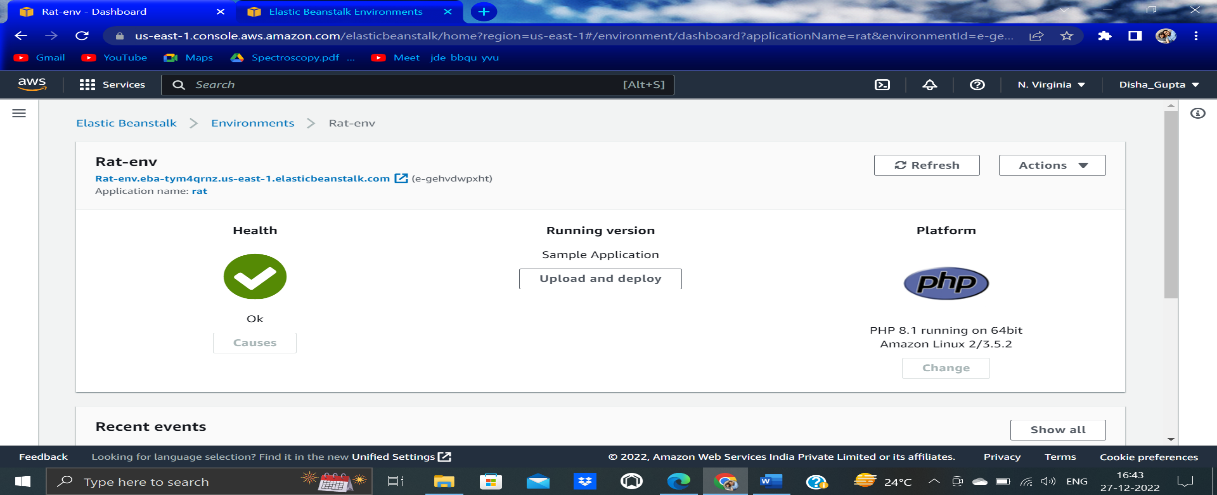 Rat-env - Dashboard
Elastic Beanstalk Environments
us-east-1.console.aws.amazon.com/elasticbeanstalk/home?region=us-east-1#/environment/dashboard?applicationName=rat&environmentId=e-ge...
Gmail YouTube Maps Spectroscopy.pdf ... Meet jde bbqu yvu
aws Services Search [Alt+S] N. Virginia Disha_Gupta
Elastic Beanstalk > Environments > Rat-env
Rat-env
Refresh
Actions
Rat-env.eba-tym4qrnz.us-east-1.elasticbeanstalk.com (e-gehvdwpxht)
Application name: rat
Health
Running version
Platform
Sample Application
Upload and deploy
php
Ok
Causes
PHP 8.1 running on 64bit
Amazon Linux 2/3.5.2
Change
Recent events
Show all
Feedback Looking for language selection? Find it in the new Unified Settings © 2022, Amazon Web Services India Private Limited or its affiliates. Privacy Terms Cookie preferences
Type here to search
24°C
ENG
16:43
27-12-2022